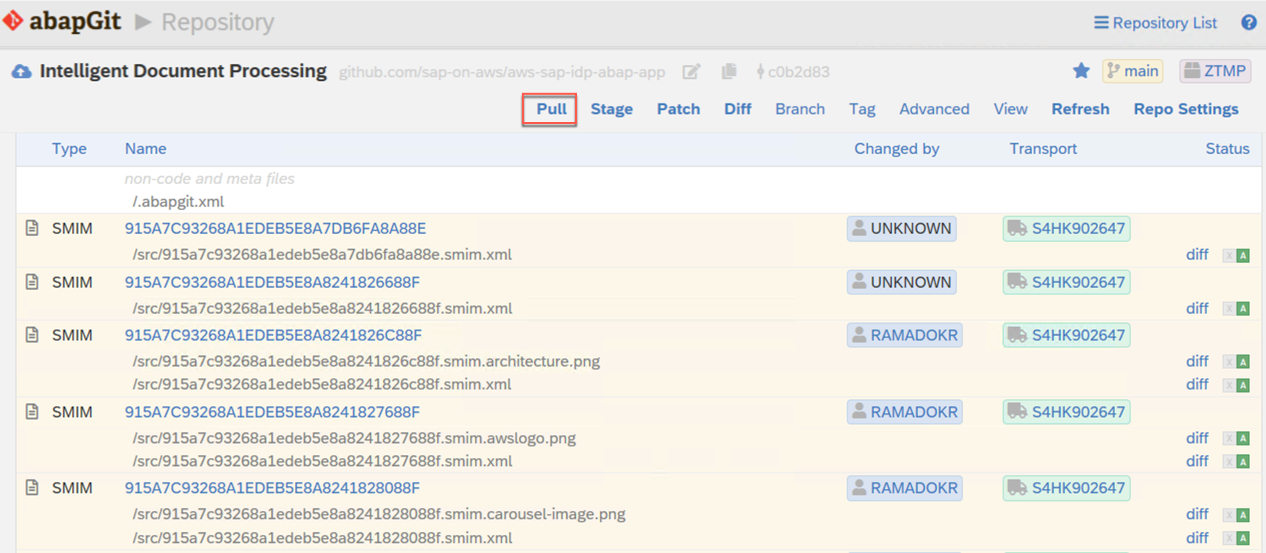 abapGit Repository Repository List
Intelligent Document Processing github.com/sap-on-aws/aws-sap-idp-abap-app c0b2d83 main ZTMP
Pull Stage Patch Diff Branch Tag Advanced View Refresh Repo Settings
Type Name Changed by Transport Status
non-code and meta files
/.abapgit.xml
SMIM 915A7C93268A1EDEB5E8A7DB6FA8A88E UNKNOWN S4HK902647
/src/915a7c93268a1edeb5e8a7db6fa8a88e.smim.xml diff X A
SMIM 915A7C93268A1EDEB5E8A8241826688F UNKNOWN S4HK902647
/src/915a7c93268a1edeb5e8a8241826688f.smim.xml diff X A
SMIM 915A7C93268A1EDEB5E8A8241826C88F RAMADOKR S4HK902647
/src/915a7c93268a1edeb5e8a8241826c88f.smim.architecture.png diff X A
/src/915a7c93268a1edeb5e8a8241826c88f.smim.xml diff X A
SMIM 915A7C93268A1EDEB5E8A8241827688F RAMADOKR S4HK902647
/src/915a7c93268a1edeb5e8a8241827688f.smim.awslogo.png diff X A
/src/915a7c93268a1edeb5e8a8241827688f.smim.xml diff X A
SMIM 915A7C93268A1EDEB5E8A8241828088F RAMADOKR S4HK902647
/src/915a7c93268a1edeb5e8a8241828088f.smim.carousel-image.png diff X A
/src/915a7c93268a1edeb5e8a8241828088f.smim.xml diff X A